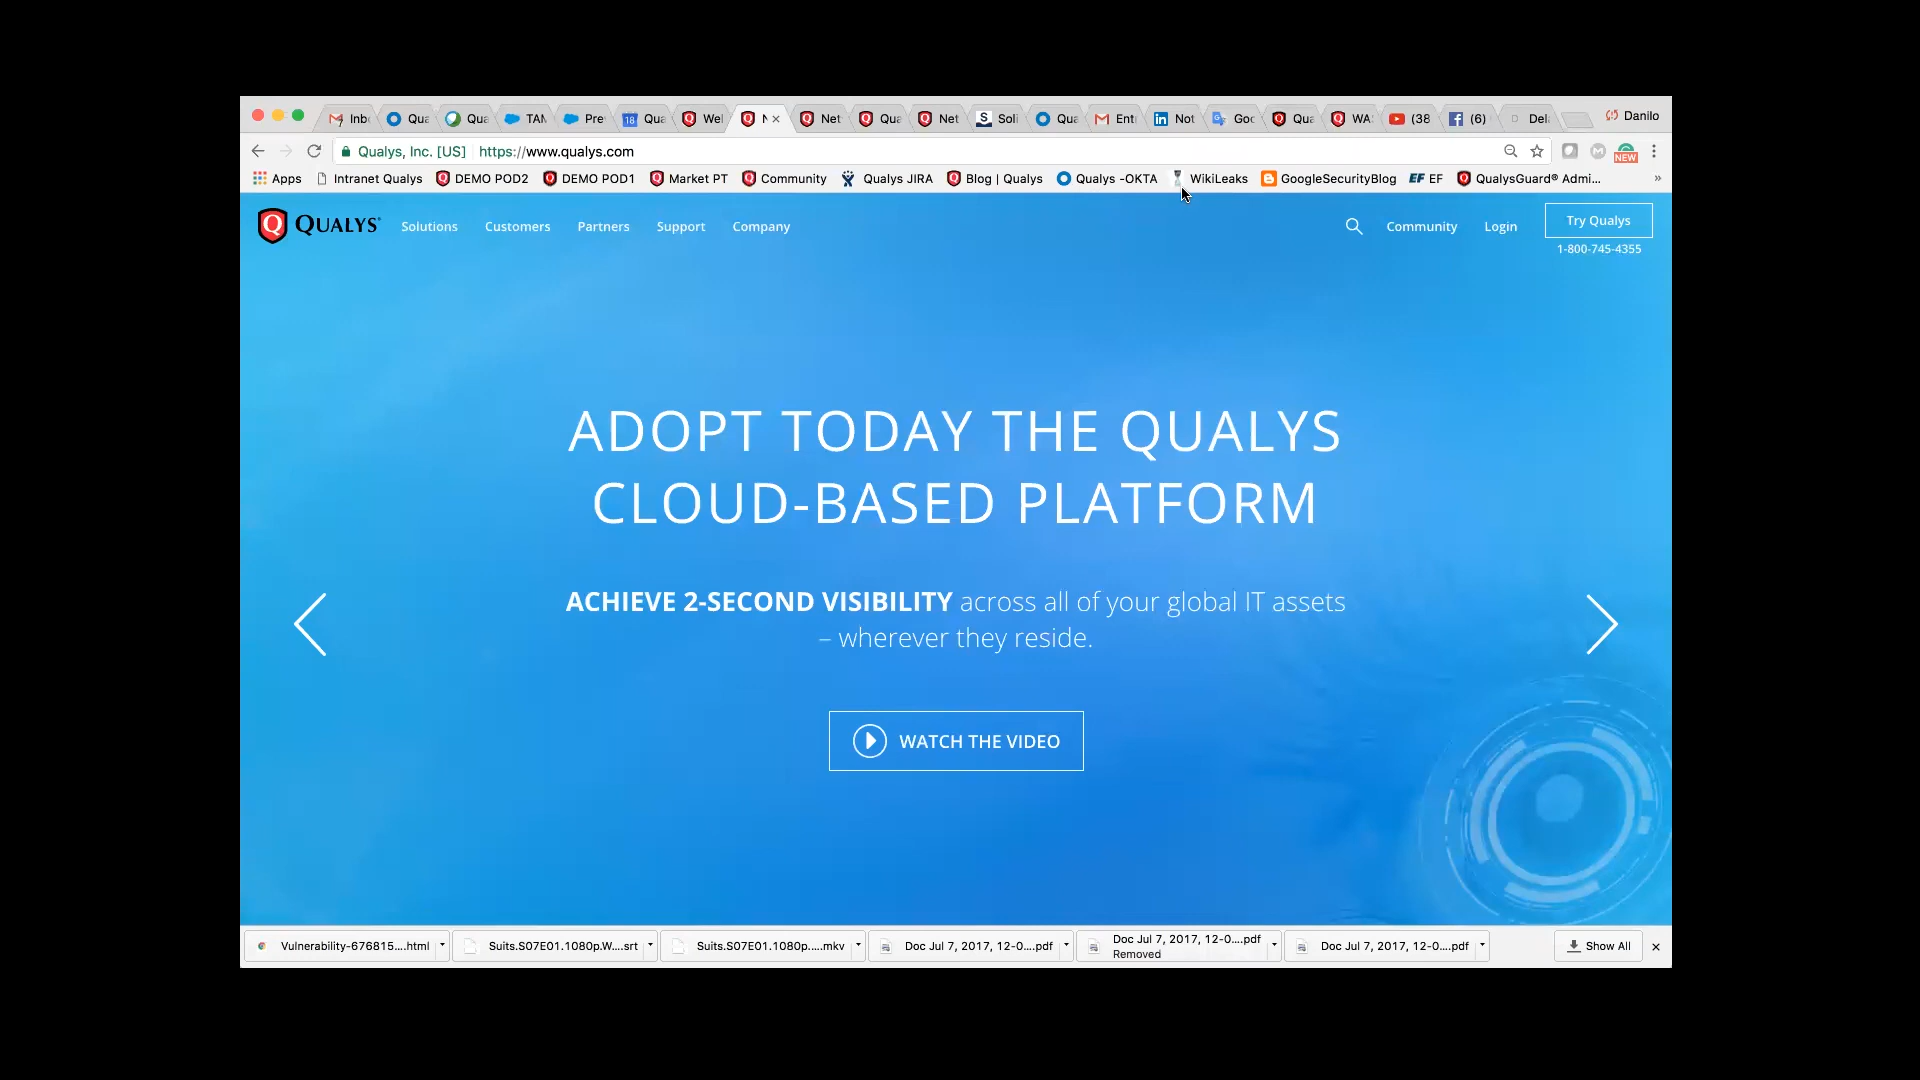 Inb Qua Qua TAM Pre Qua Wel N Net Qua Net Soli Qua Ent Not Goo Qua WA (38 (6) Del Danilo
Qualys, Inc. [US] https://www.qualys.com
Apps Intranet Qualys DEMO POD2 DEMO POD1 Market PT Community Qualys JIRA Blog | Qualys Qualys -OKTA WikiLeaks GoogleSecurityBlog EF EF QualysGuard® Admi... »
NEW
QUALYS® Solutions Customers Partners Support Company Community Login Try Qualys
1-800-745-4355
ADOPT TODAY THE QUALYS
CLOUD-BASED PLATFORM
ACHIEVE 2-SECOND VISIBILITY across all of your global IT assets
– wherever they reside.
WATCH THE VIDEO
Vulnerability-676815....html Suits.S07E01.1080p.W....srt Suits.S07E01.1080p.....mkv Doc Jul 7, 2017, 12-0....pdf Doc Jul 7, 2017, 12-0....pdf Doc Jul 7, 2017, 12-0....pdf Show All
Removed